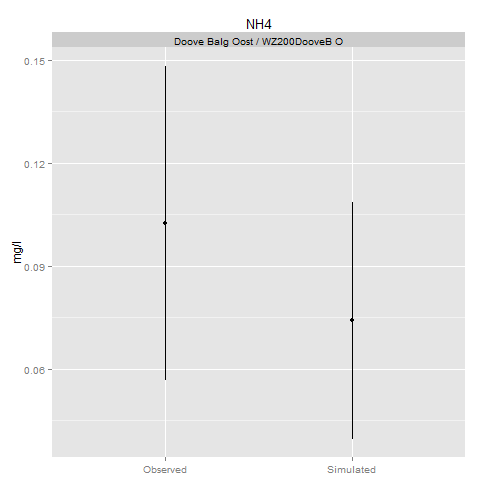 NH4
Doove Balg Oost / WZ200DooveB O
0.15
0.12
0.09
0.06
mg/l
Observed
Simulated